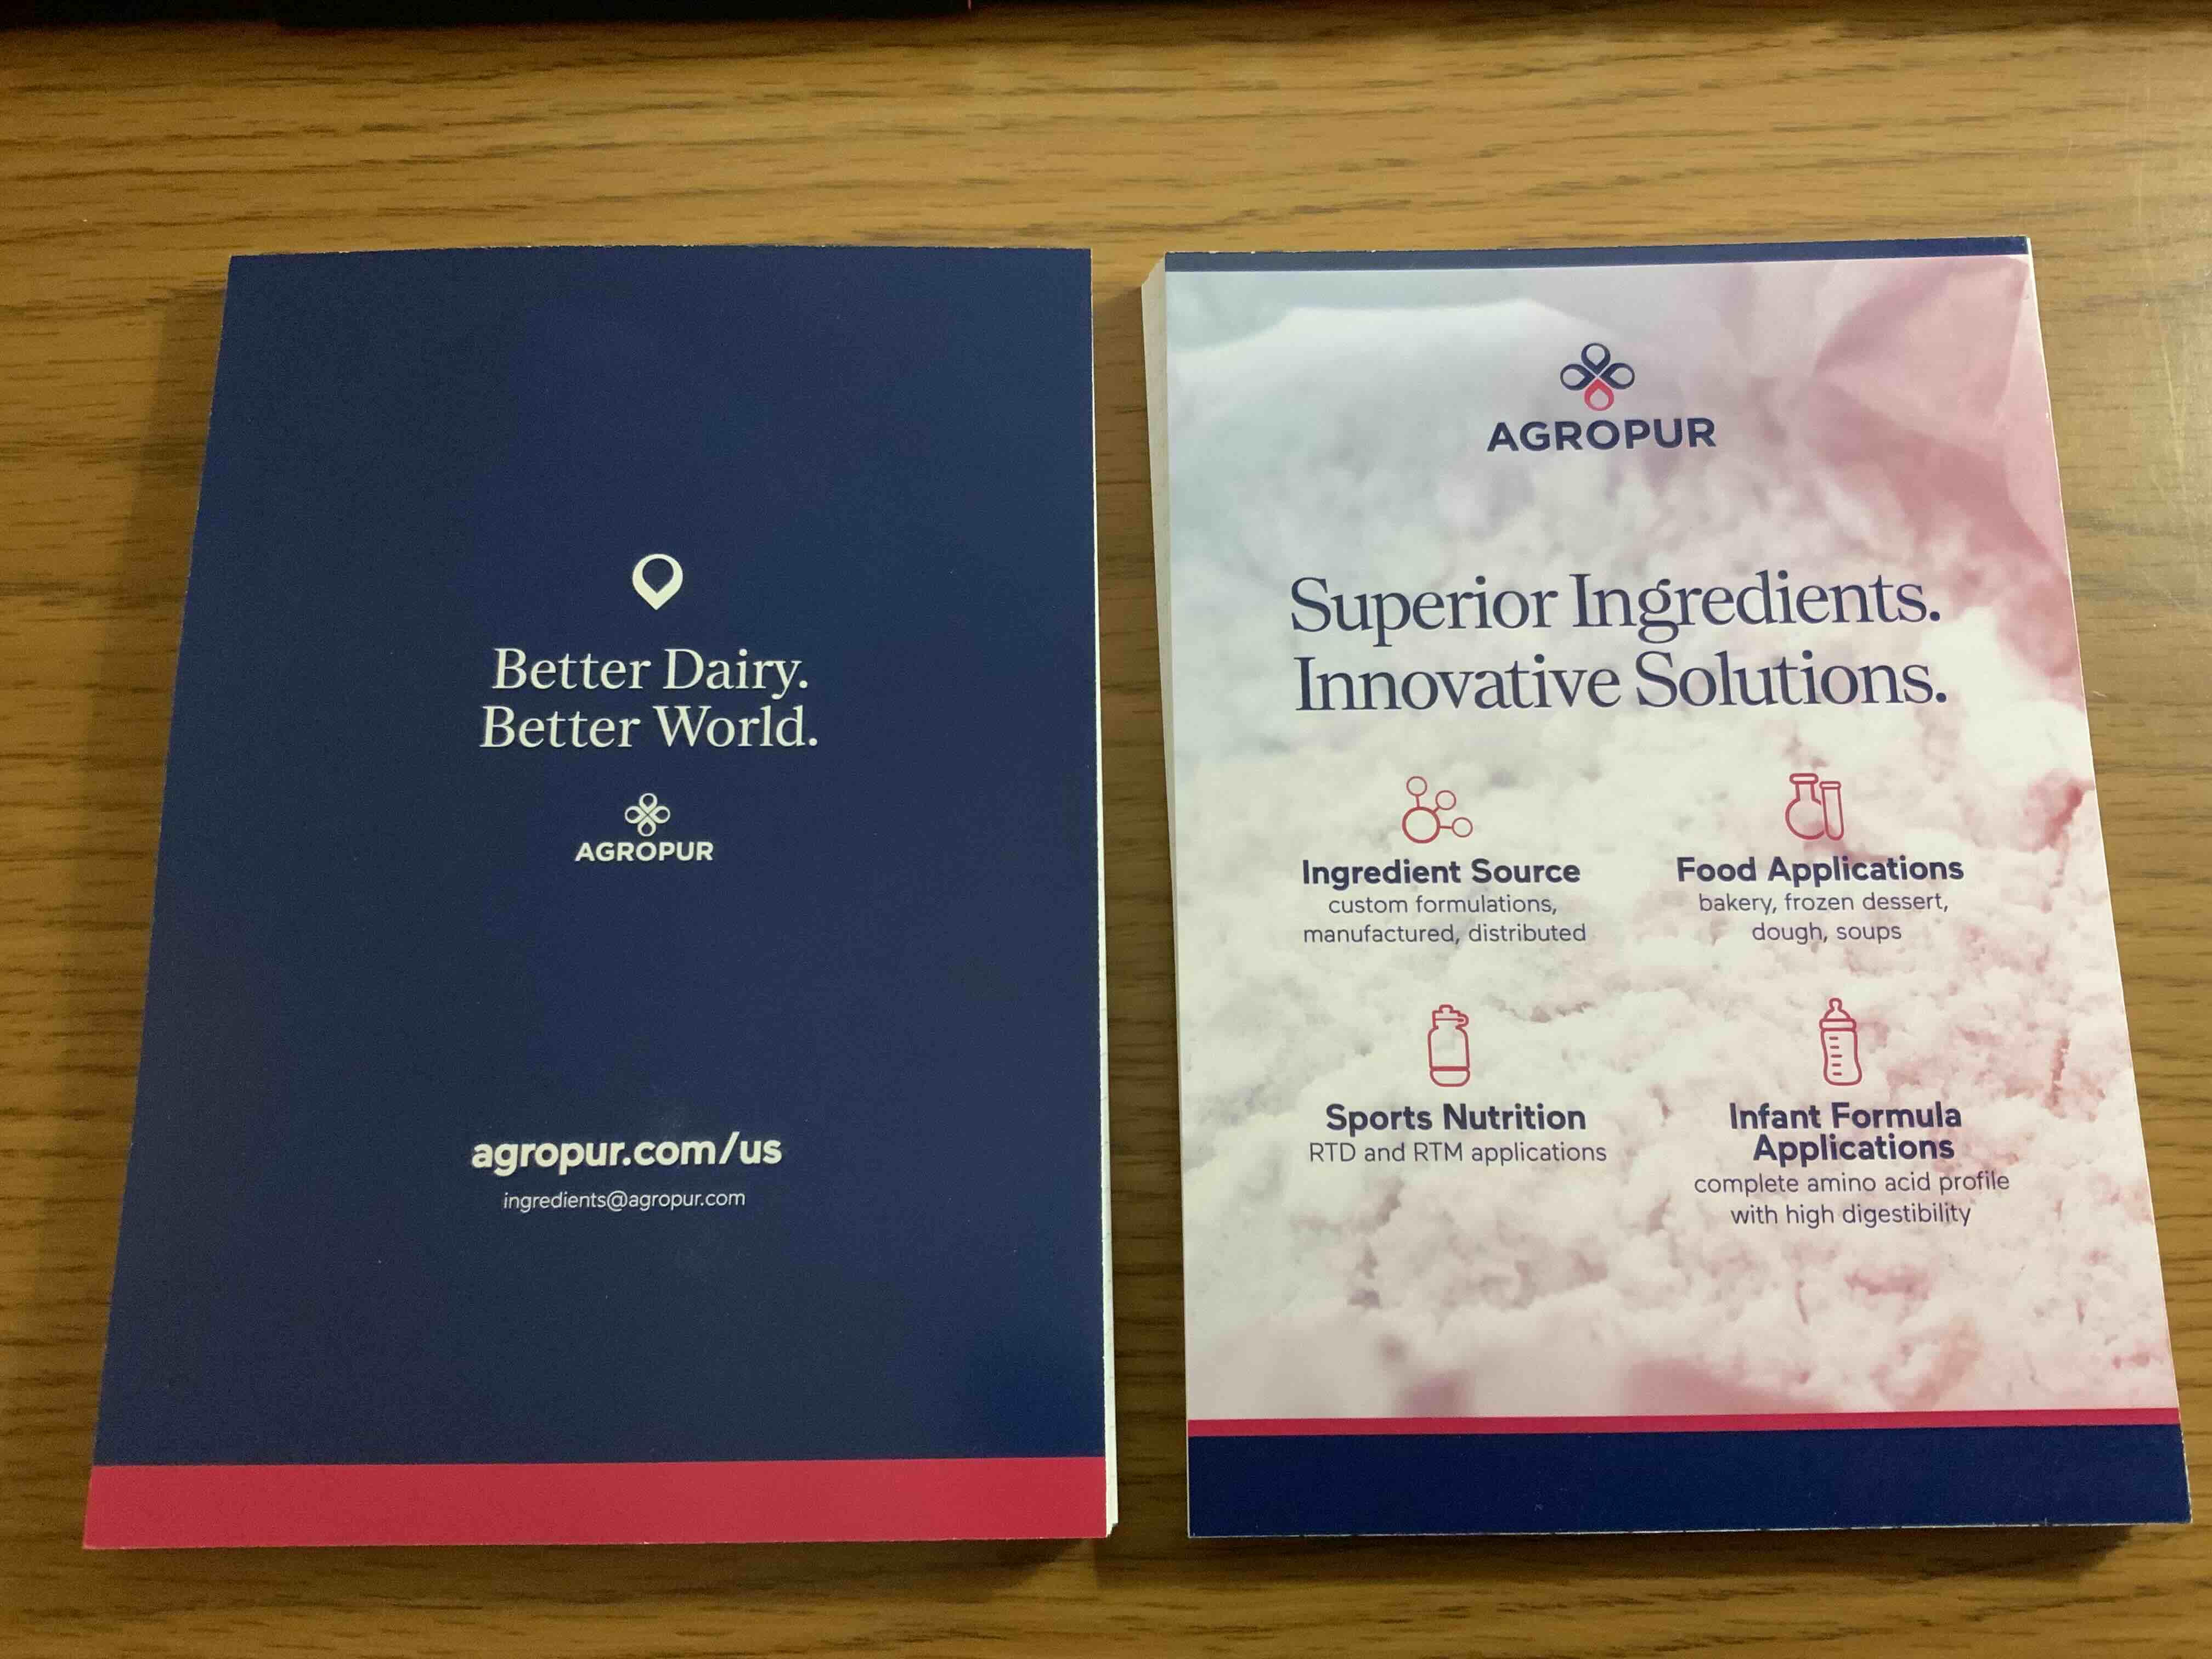 Better Dairy.
Better World.
AGROPUR
agropur.com/us
ingredients@agropur.com
AGROPUR
Superior Ingredients.
Innovative Solutions.
Ingredient Source
custom formulations,
manufactured, distributed
Food Applications
bakery, frozen dessert,
dough, soups
Sports Nutrition
RTD and RTM applications
Infant Formula
Applications
complete amino acid profile
with high digestibility